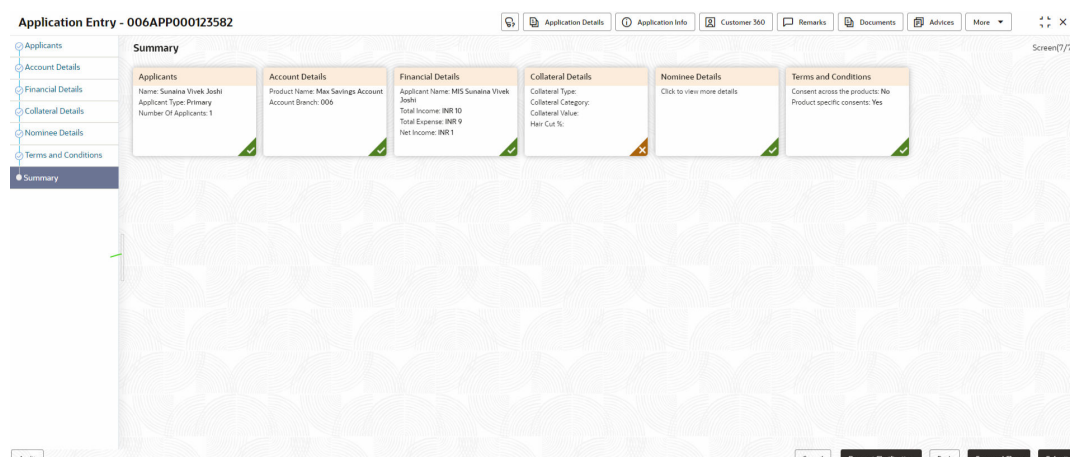 Application Entry - 006APP000123582
Application Details
Application Info
Customer 360
Remarks
Documents
Advices
More
Applicants
Account Details
Financial Details
Collateral Details
Nominee Details
Terms and Conditions
Summary
Summary
Screen(7/7
Applicants
Name: Sunaina Vivek Joshi
Applicant Type: Primary
Number Of Applicants: 1
Account Details
Product Name: Max Savings Account
Account Branch: 006
Financial Details
Applicant Name: MIS Sunaina Vivek
Joshi
Total Income: INR 10
Total Expense: INR 9
Net Income: INR 1
Collateral Details
Collateral Type:
Collateral Category:
Collateral Value:
Hair Cut %:
Nominee Details
Click to view more details
Terms and Conditions
Consent across the products: No
Product specific consents: Yes